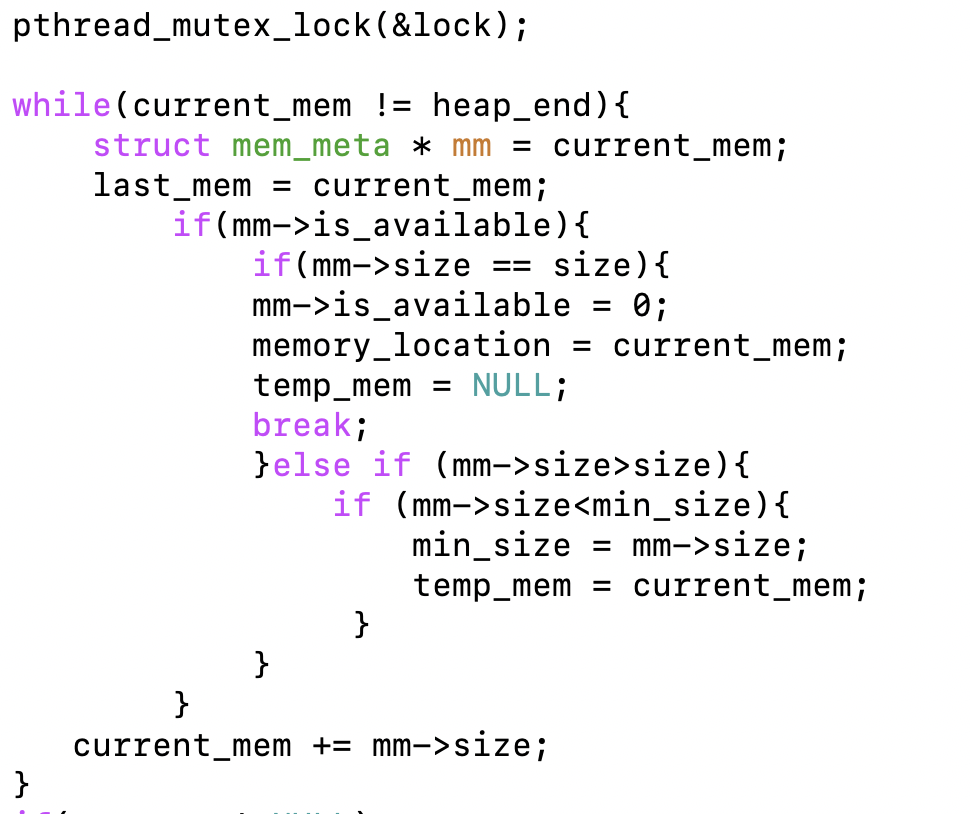 pthread_mutex_lock(&lock);
while(current_mem != heap_end){
struct mem_meta * mm = current_mem;
last_mem = current_mem;
if(mm->is_available){
if(mm->size == size){
mm->is_available = 0;
memory_location = current_mem;
temp_mem = NULL;
break;
}else if (mm->size>size){
if (mm->size<min_size){
min_size = mm->size;
temp_mem = current_mem;
}
}
}
current_mem += mm->size;
}